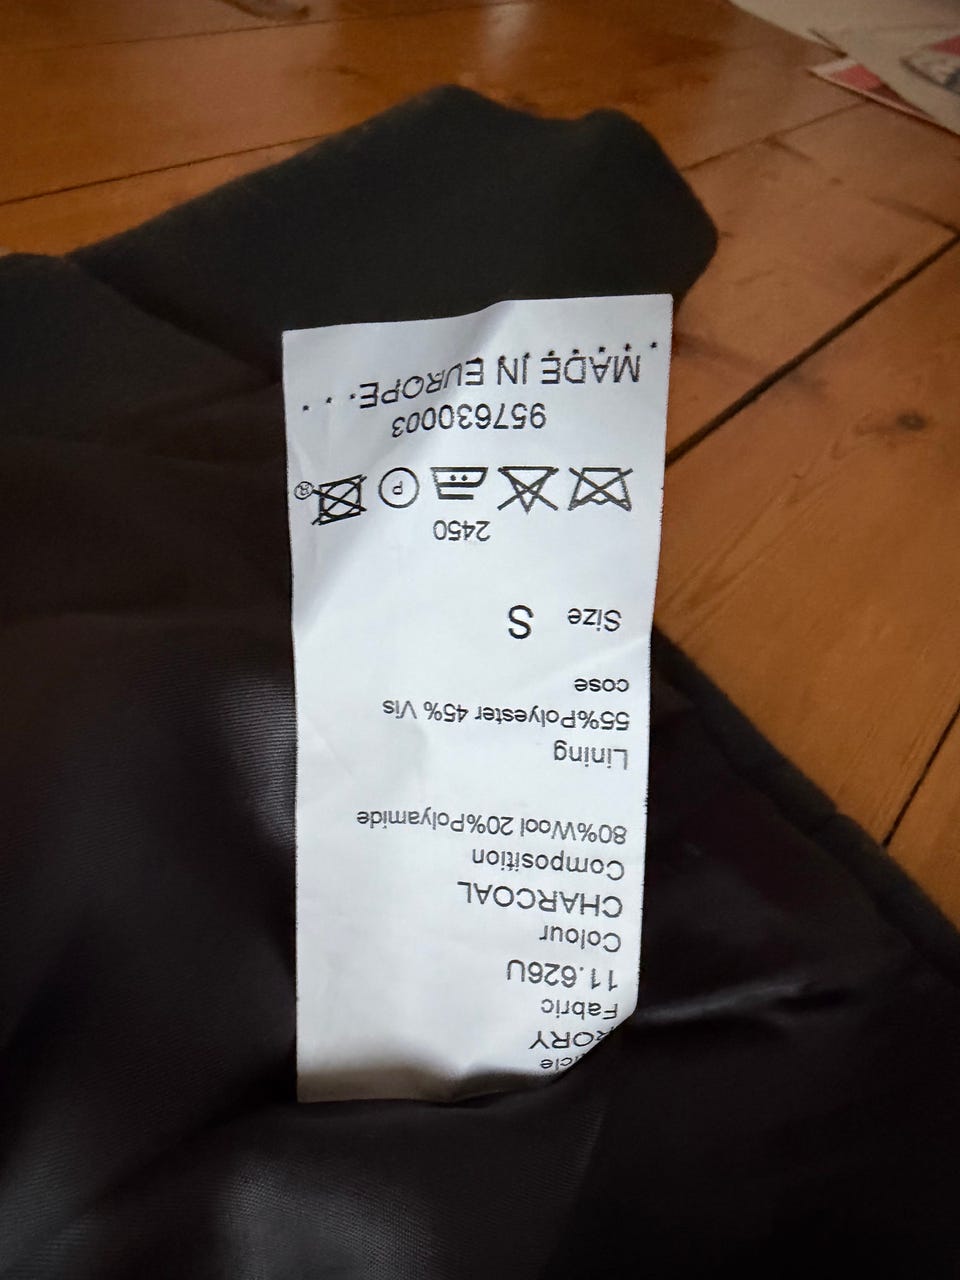 RORY
Fabric
11.626U
Colour
CHARCOAL
Composition
80%Wool 20%Polyamide
Lining
55%Polyester 45% Vis
cose
Size S
2450
P
957630003
MADE IN EUROPE